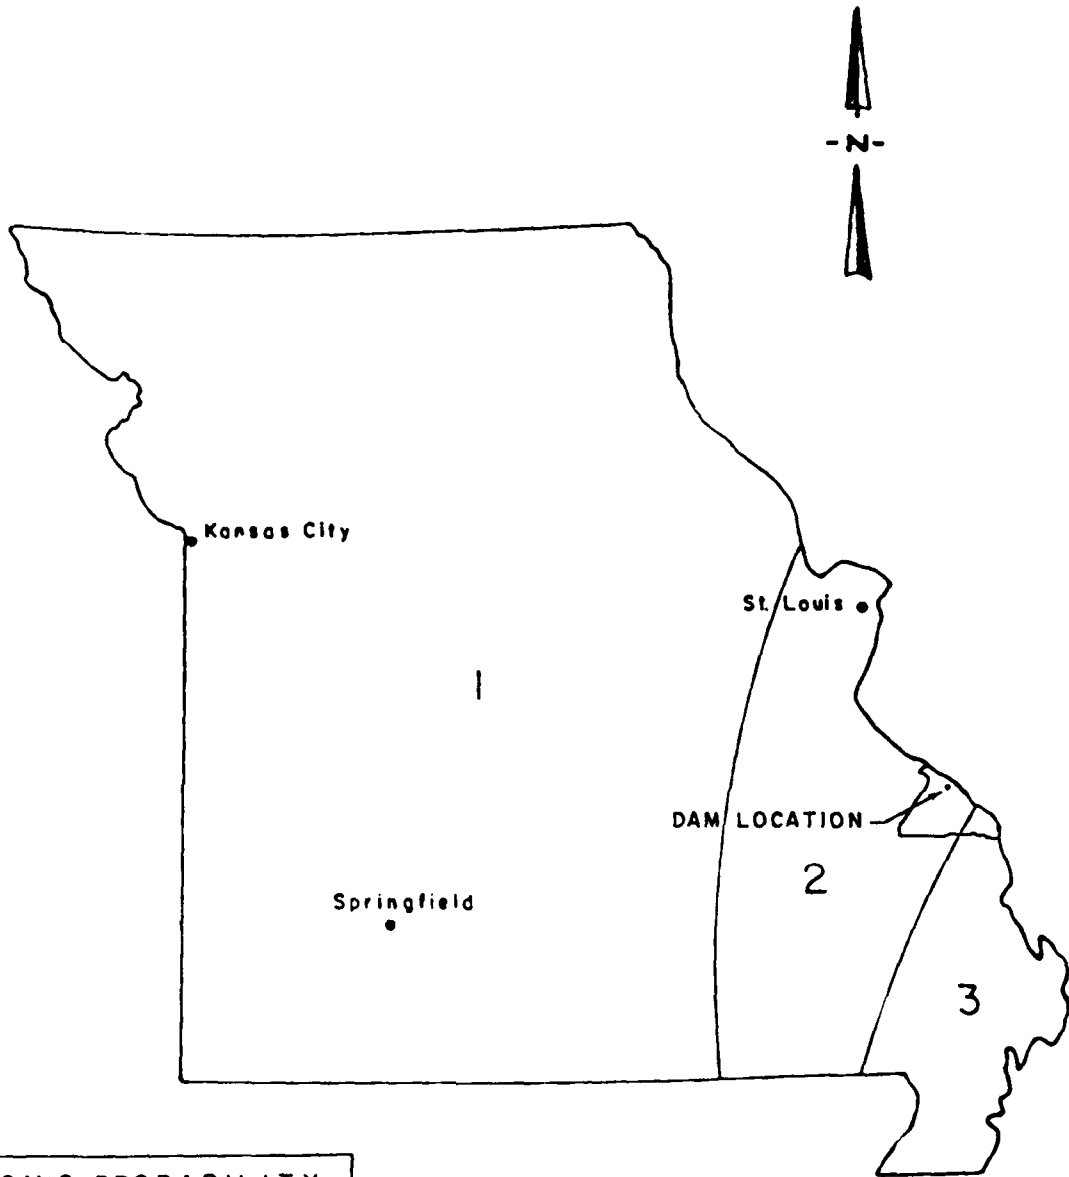 -N-
Kansas City
St. Louis
1
DAM LOCATION
2
Springfield
3